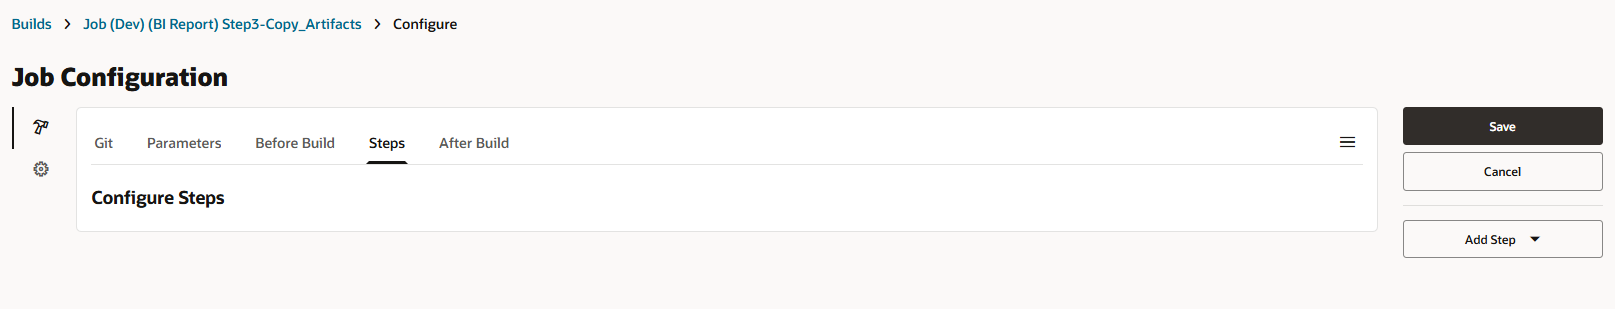 Builds > Job (Dev) (BI Report) Step3-Copy_Artifacts > Configure
Job Configuration
Git Parameters Before Build Steps After Build
Configure Steps
Save
Cancel
Add Step